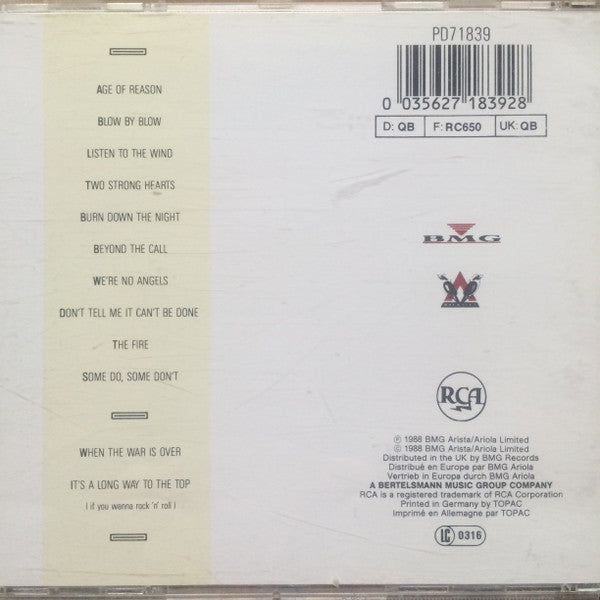 AGE OF REASON
BLOW BY BLOW
LISTEN TO THE WIND
TWO STRONG HEARTS
BURN DOWN THE NIGHT
BEYOND THE CALL
WE'RE NO ANGELS
DON'T TELL ME IT CAN'T BE DONE
THE FIRE
SOME DO, SOME DON'T
WHEN THE WAR IS OVER
IT'S A LONG WAY TO THE TOP
( if you wanna rock 'n' roll )
PD71839
0 035627 183928
D: QB F: RC650 UK: QB
BMG
RCA
℗ 1988 BMG Arista/Ariola Limited
© 1988 BMG Arista/Ariola Limited
Distributed in the UK by BMG Records
Distribué en Europe par BMG Ariola
Vertrieb in Europa durch BMG Ariola
A BERTELSMANN MUSIC GROUP COMPANY
RCA is a registered trademark of RCA Corporation
Printed in Germany by TOPAC
Imprimé en Allemagne par TOPAC
LC 0316